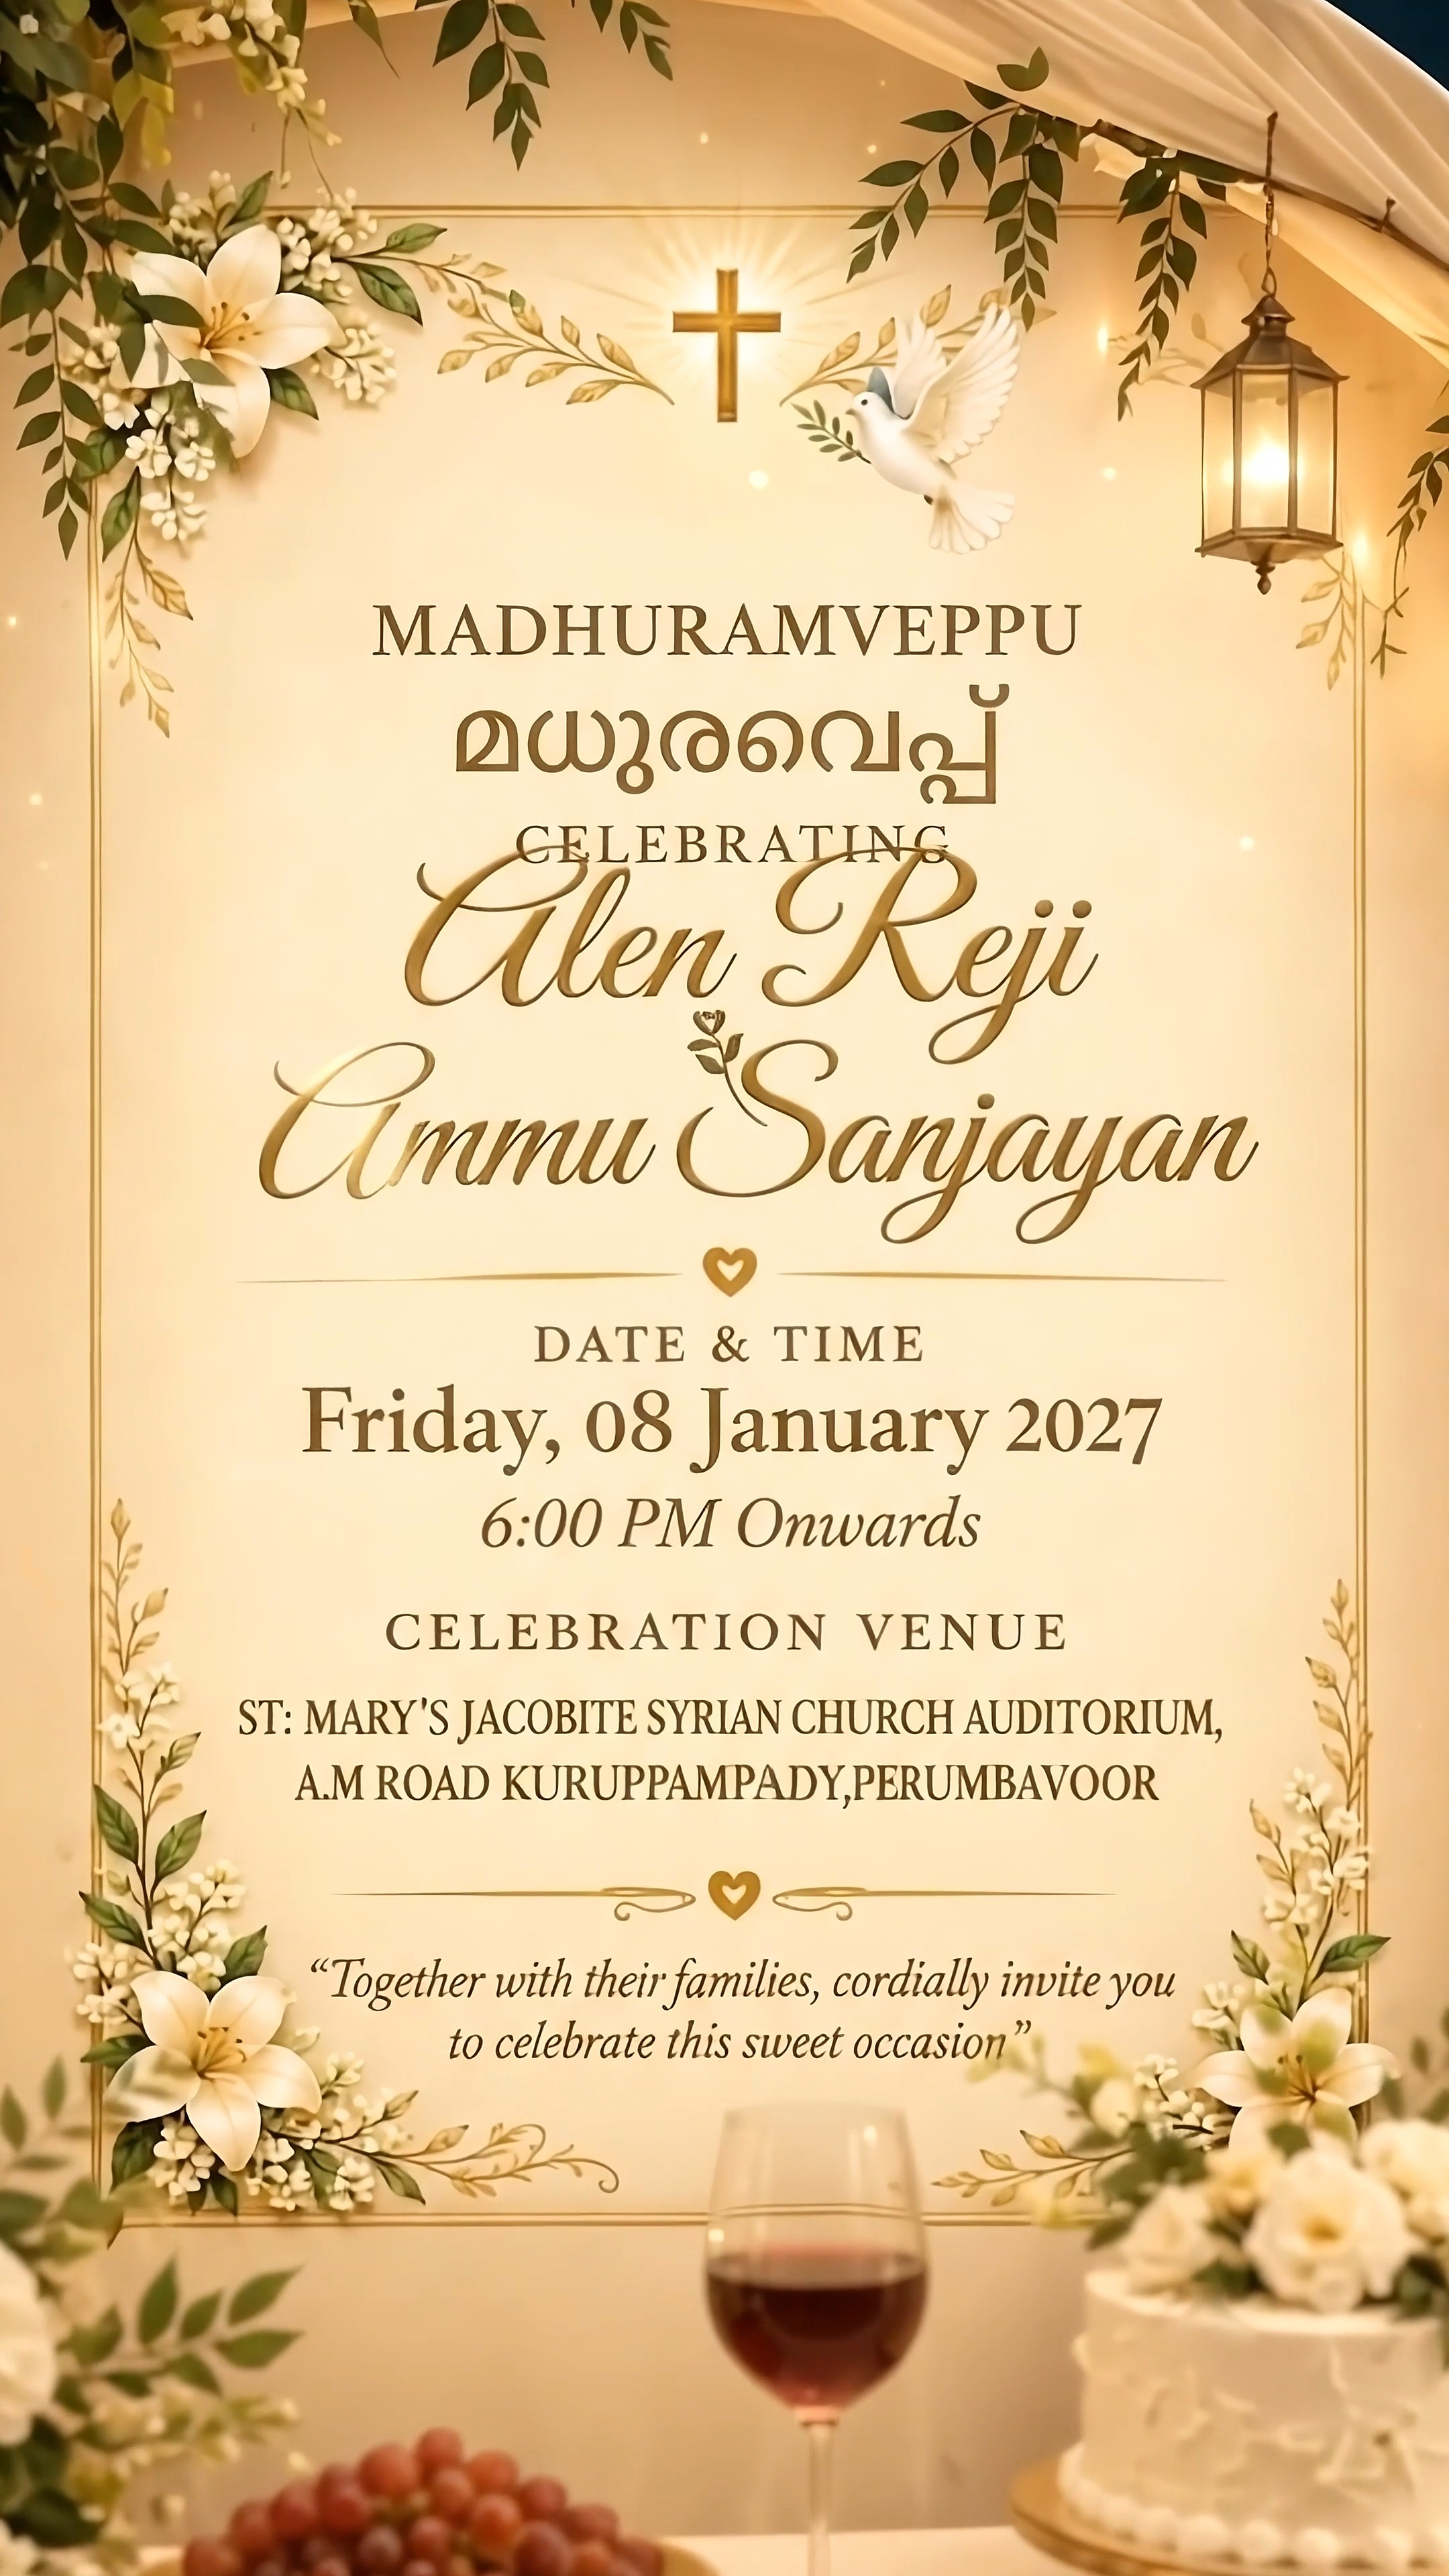 MADHURAMVEPPU
മധുരവെപ്പ്
CELEBRATING
Alen Reji
Ammu Sanjayan
DATE & TIME
Friday, 08 January 2027
6:00 PM Onwards
CELEBRATION VENUE
ST: MARY'S JACOBITE SYRIAN CHURCH AUDITORIUM,
A.M ROAD KURUPPAMPADY,PERUMBAVOOR
“Together with their families, cordially invite you
to celebrate this sweet occasion”